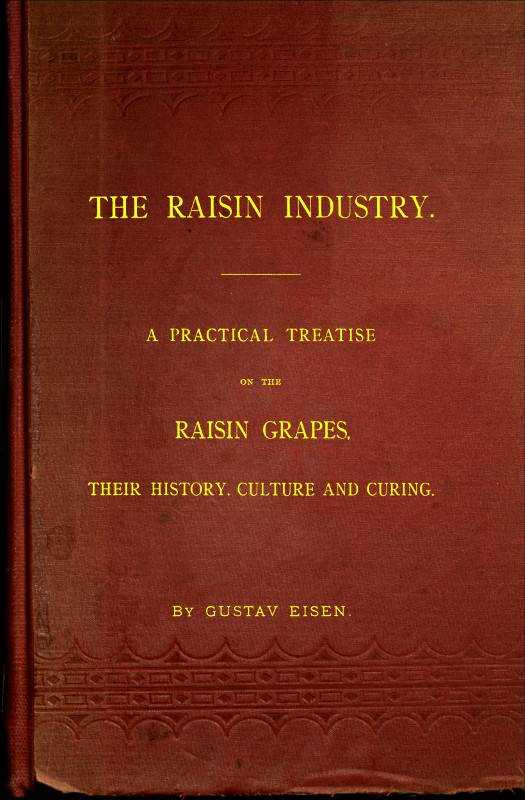 THE RAISIN INDUSTRY.
A PRACTICAL TREATISE
ON THE
RAISIN GRAPES,
THEIR HISTORY. CULTURE AND CURING.
BY GUSTAV EISEN.